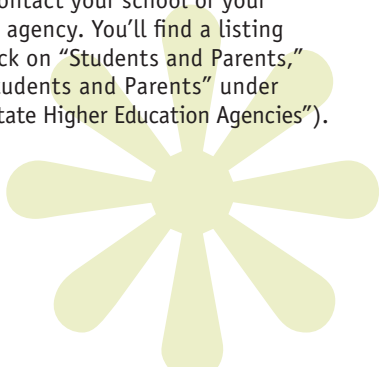 ontact your school or your
agency. You’ll find a listing
ck on “Students and Parents,”
udents and Parents” under
tate Higher Education Agencies”).